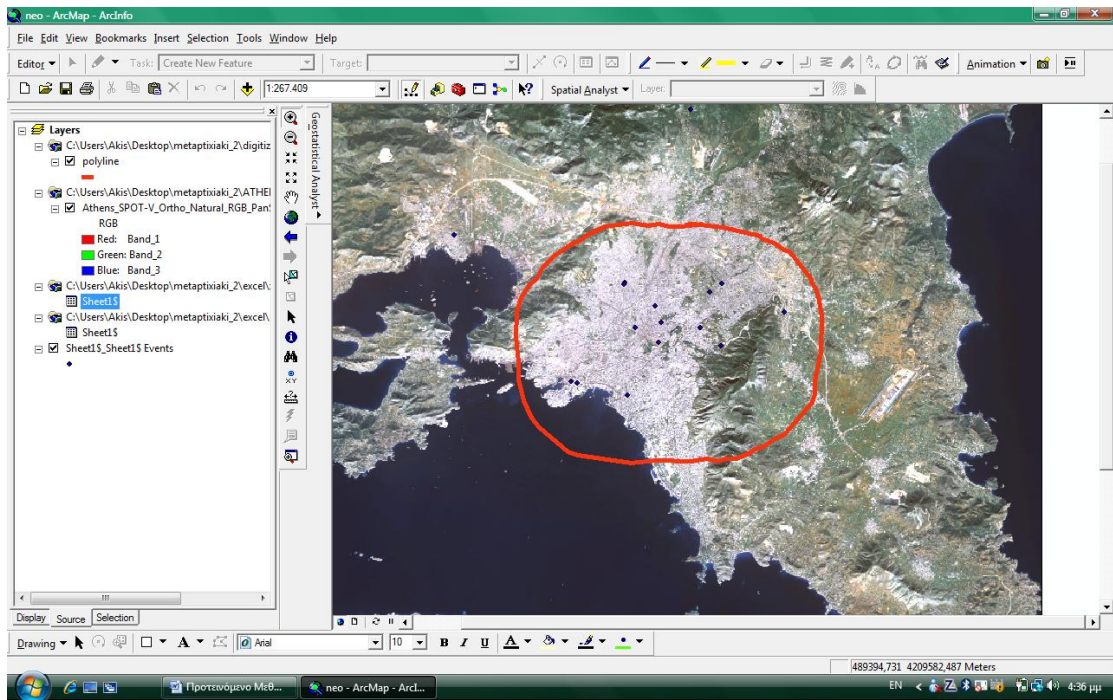 neo - ArcMap - ArcInfo
File Edit View Bookmarks Insert Selection Tools Window Help
Editor Task: Create New Feature Target: Animation
1:267.409 Spatial Analyst Layer:
Geostatistical Analyst
Layers
C:\Users\Akis\Desktop\metaptixiaki_2\digitiz
polyline
C:\Users\Akis\Desktop\metaptixiaki_2\ATHE
Athens_SPOT-V_Ortho_Natural_RGB_Pan
RGB
Red: Band_1
Green: Band_2
Blue: Band_3
C:\Users\Akis\Desktop\metaptixiaki_2\excel\
Sheet1$
C:\Users\Akis\Desktop\metaptixiaki_2\excel\
Sheet1$
Sheet1$_Sheet1$ Events
Display Source Selection
Drawing A Arial 10 B I U A
489394,731 4209582,487 Meters
Προτεινόμενο Μεθ... neo - ArcMap - ArcI... EN 4:36 μμ